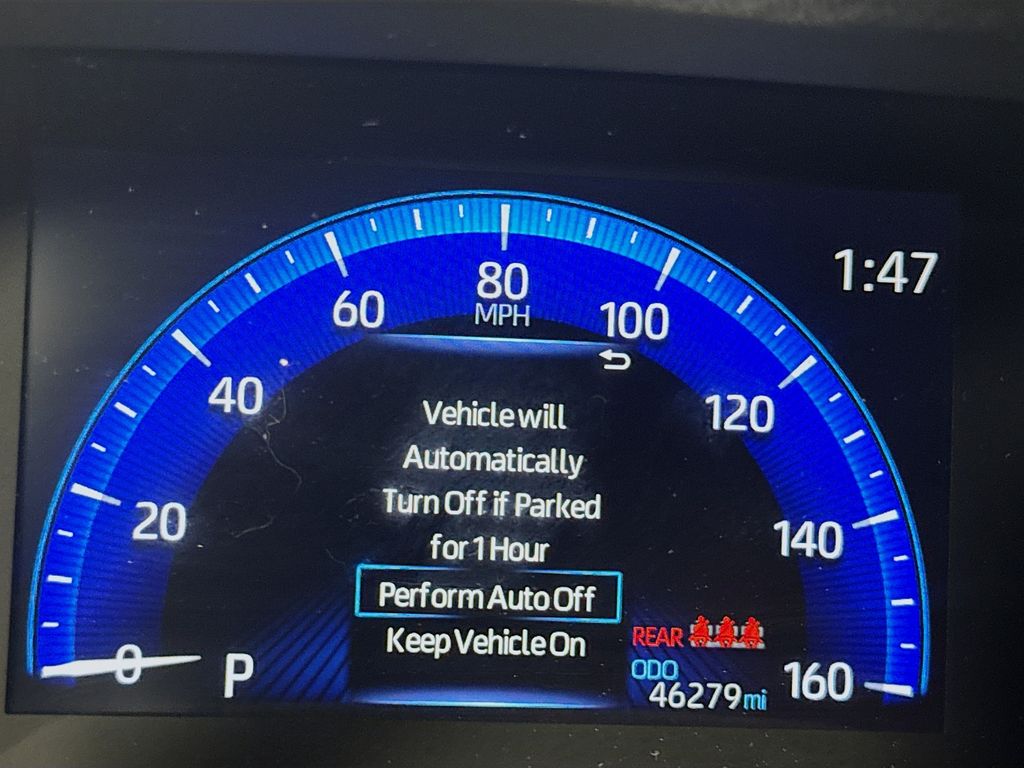 1:47
80
MPH
60
100
40
120
Vehicle will
Automatically
Turn Off if Parked
for 1 Hour
20
140
Perform Auto Off
Keep Vehicle On
REAR
0
P
ODO
160
46279mi